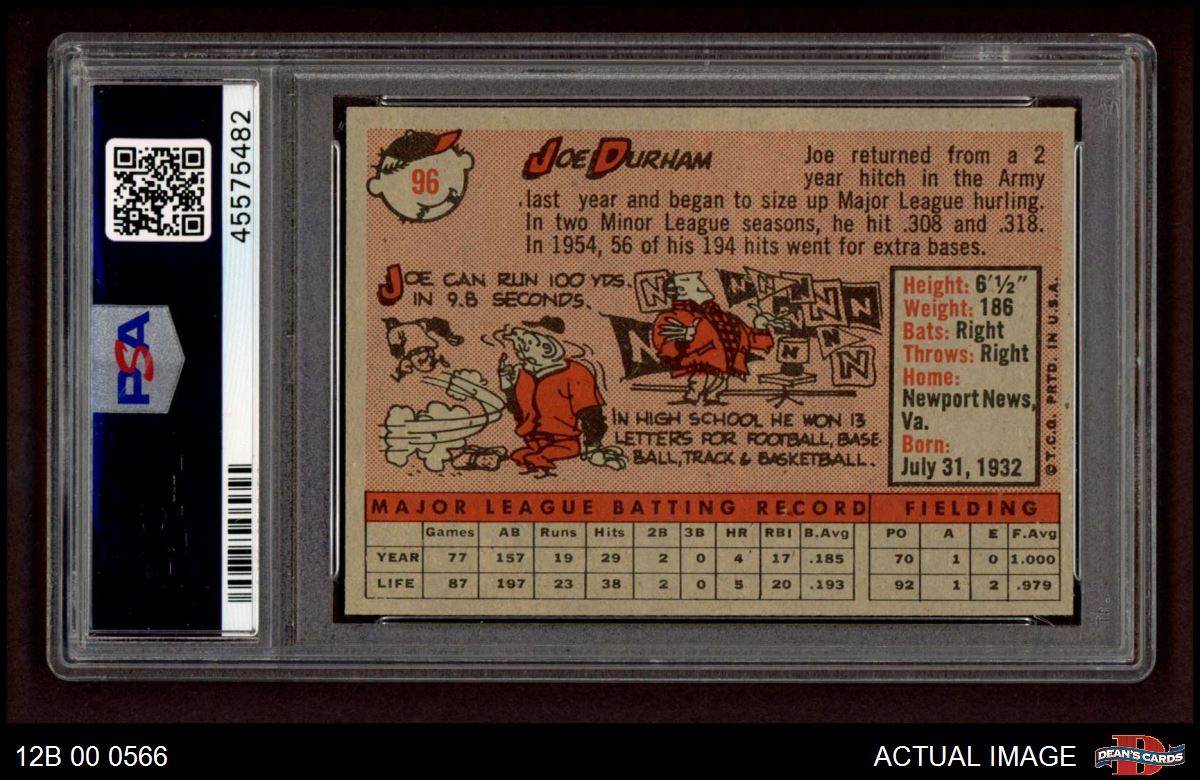 45575482
PSA
96
JOE DURHAM
Joe returned from a 2
year hitch in the Army
last year and began to size up Major League hurling.
In two Minor League seasons, he hit .308 and .318.
In 1954, 56 of his 194 hits went for extra bases.
JOE CAN RUN 100 YDS.
IN 9.8 SECONDS.
N N N N N N N N N N
IN HIGH SCHOOL HE WON 13
LETTERS FOR FOOTBALL, BASE
BALL, TRACK & BASKETBALL.
Height: 6'½"
Weight: 186
Bats: Right
Throws: Right
Home:
Newport News,
Va.
Born:
July 31, 1932
© T.C.G. PRTD. IN U.S.A.
MAJOR LEAGUE BATTING RECORD FIELDING
Games AB Runs Hits 2B 3B HR RBI B.Avg PO A E F.Avg
YEAR 77 157 19 29 2 0 4 17 .185 70 1 0 1.000
LIFE 87 197 23 38 2 0 5 20 .193 92 1 2 .979
12B 00 0566
ACTUAL IMAGE
DEAN'S CARDS